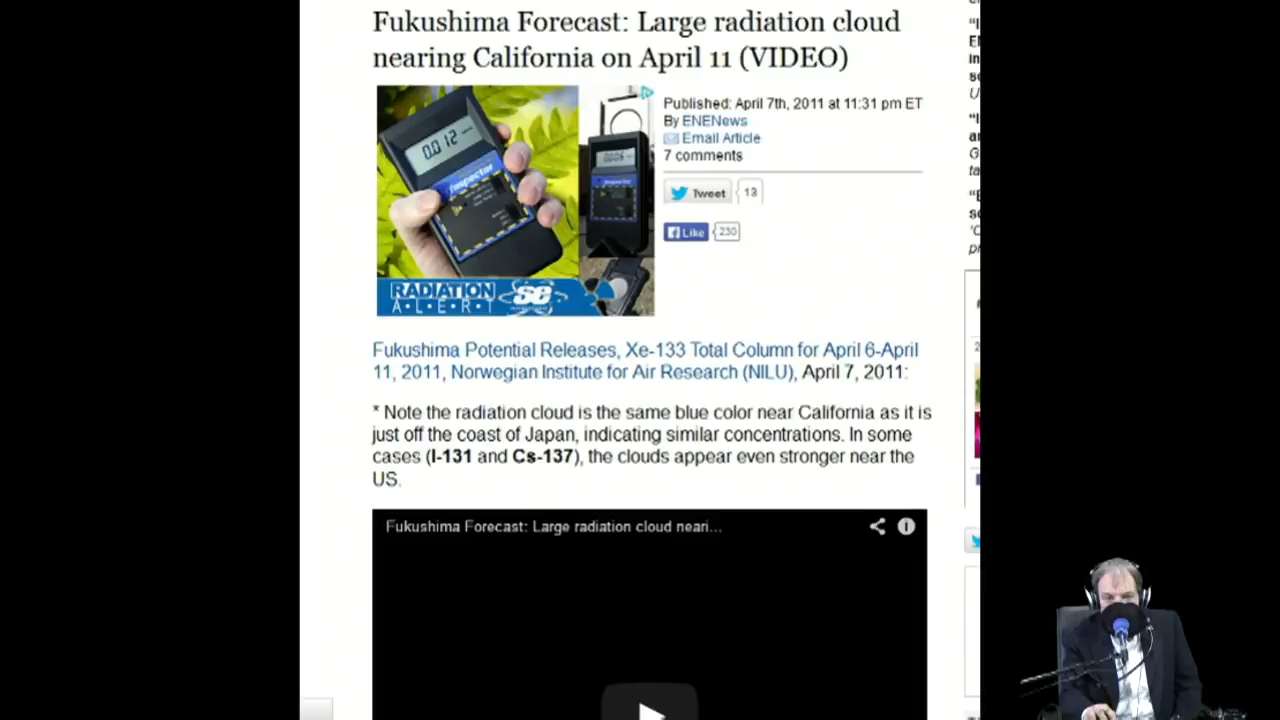 Fukushima Forecast: Large radiation cloud
nearing California on April 11 (VIDEO)
0.012
Inspector
RADIATION
A•L•E•R•T
se
Published: April 7th, 2011 at 11:31 pm ET
By ENENews
Email Article
7 comments
Tweet
13
Like
230
Fukushima Potential Releases, Xe-133 Total Column for April 6-April
11, 2011, Norwegian Institute for Air Research (NILU), April 7, 2011:
* Note the radiation cloud is the same blue color near California as it is
just off the coast of Japan, indicating similar concentrations. In some
cases (I-131 and Cs-137), the clouds appear even stronger near the
US.
Fukushima Forecast: Large radiation cloud neari...